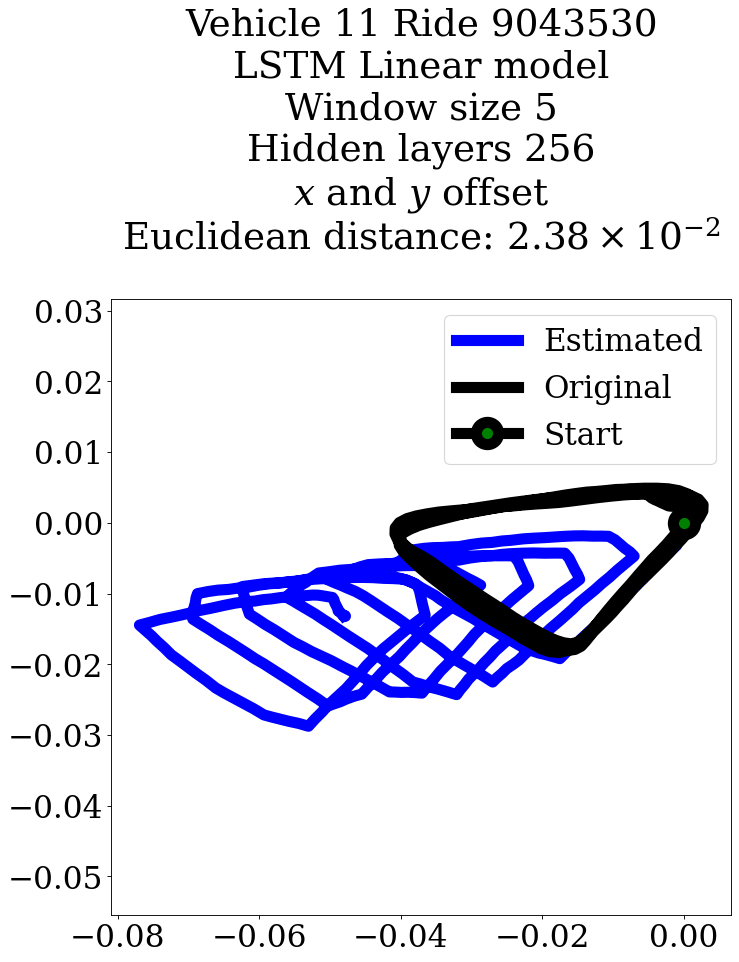 Vehicle 11 Ride 9043530
LSTM Linear model
Window size 5
Hidden layers 256
x and y offset
Euclidean distance: 2.38 × 10⁻²
Estimated
Original
Start
0.03
0.02
0.01
0.00
−0.01
−0.02
−0.03
−0.04
−0.05
−0.08 −0.06 −0.04 −0.02 0.00